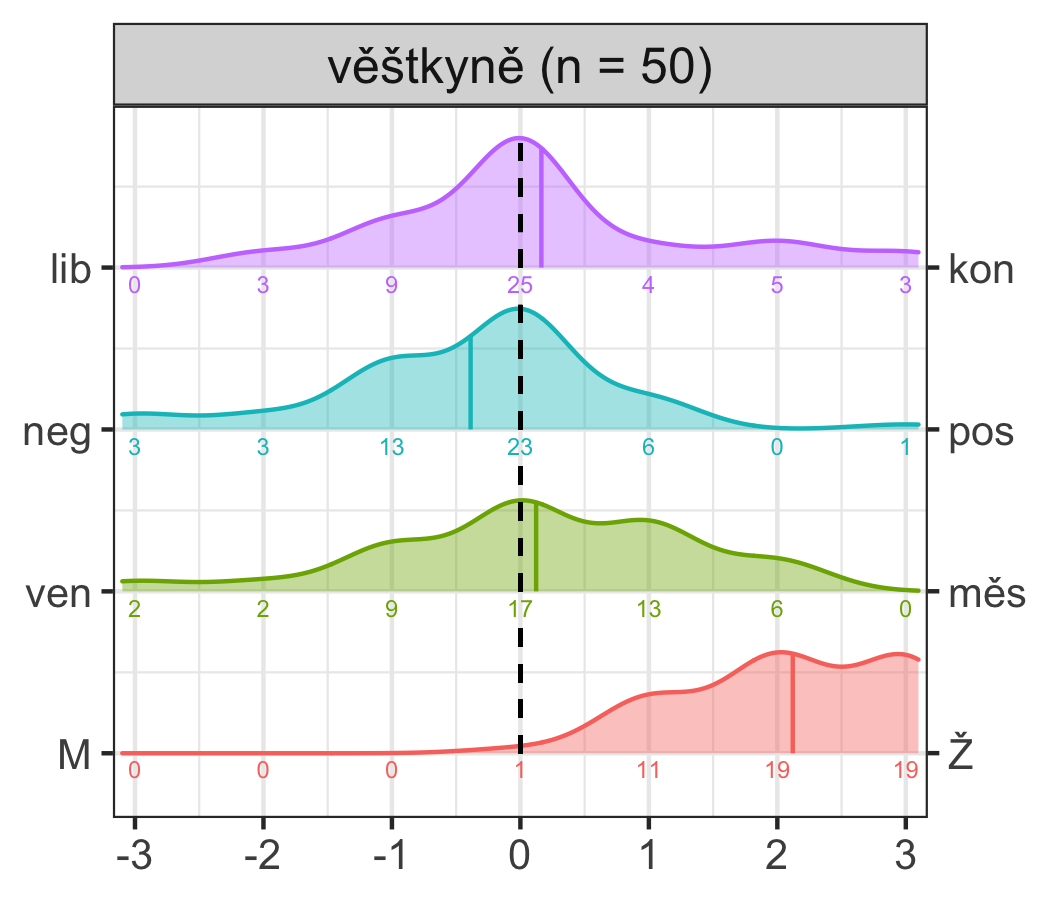 věštkyně (n = 50)
lib kon
0 3 9 25 4 5 3
neg pos
3 3 13 23 6 0 1
ven měs
2 2 9 17 13 6 0
M Ž
0 0 0 1 11 19 19
-3 -2 -1 0 1 2 3